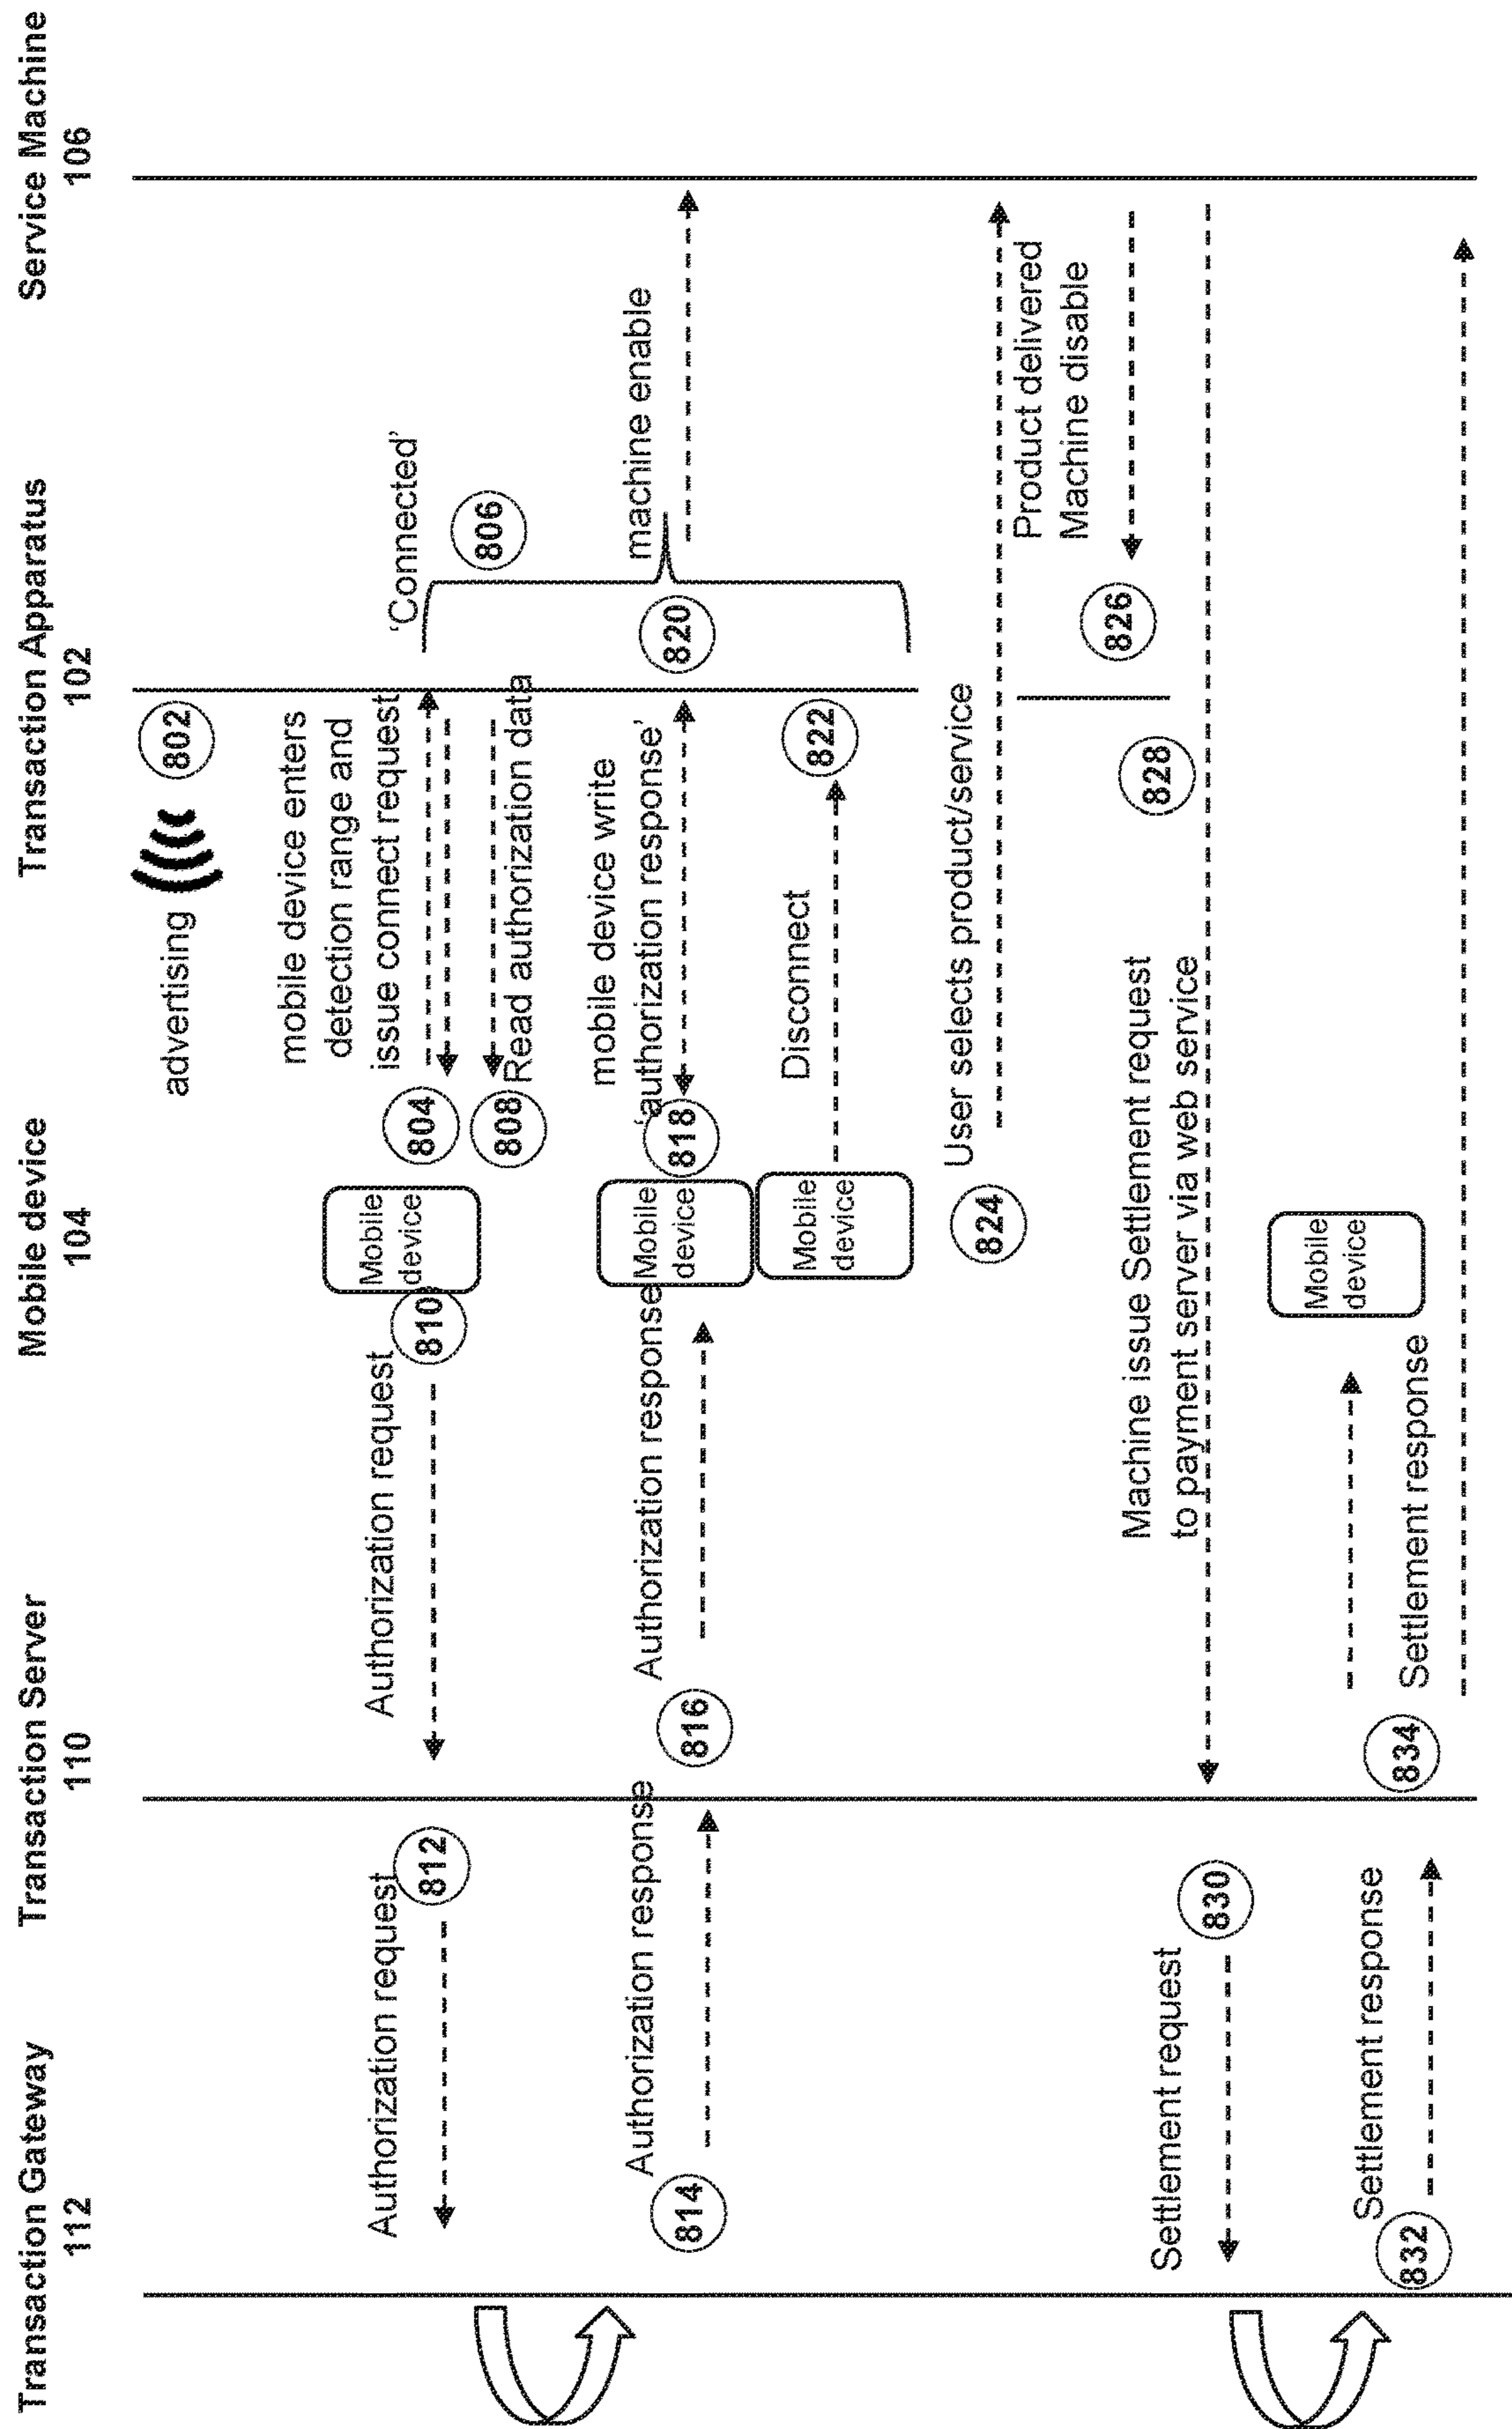 Transaction Gateway
112
Transaction Server
110
Mobile device
104
Transaction Apparatus
102
Service Machine
106
advertising
802
mobile device enters
detection range and
issue connect request
'Connected'
804
806
808
Read authorization data
Mobile
device
810
Authorization request
812
Authorization request
814
Authorization response
816
Authorization response
Mobile
device
818
mobile device write
'authorization response'
820
machine enable
Mobile
device
Disconnect
822
824
User selects product/service
Product delivered
Machine disable
826
828
Machine issue Settlement request
to payment server via web service
830
Settlement request
832
Settlement response
834
Settlement response
Mobile
device